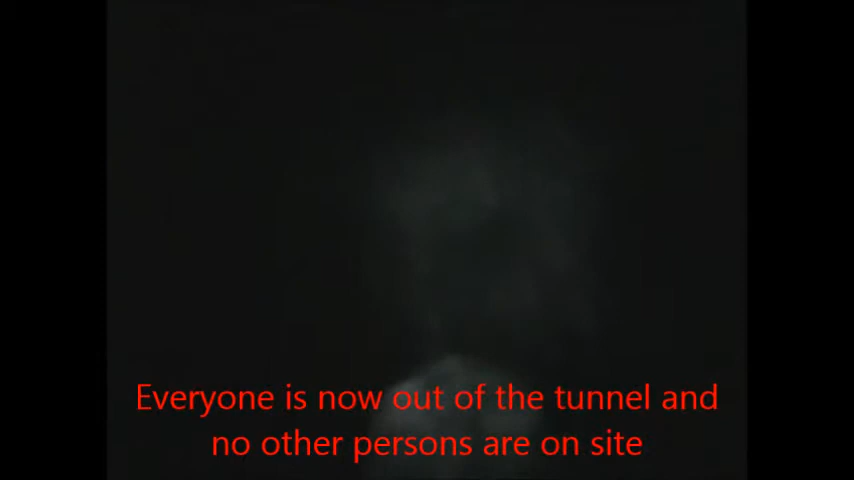 Everyone is now out of the tunnel and
no other persons are on site